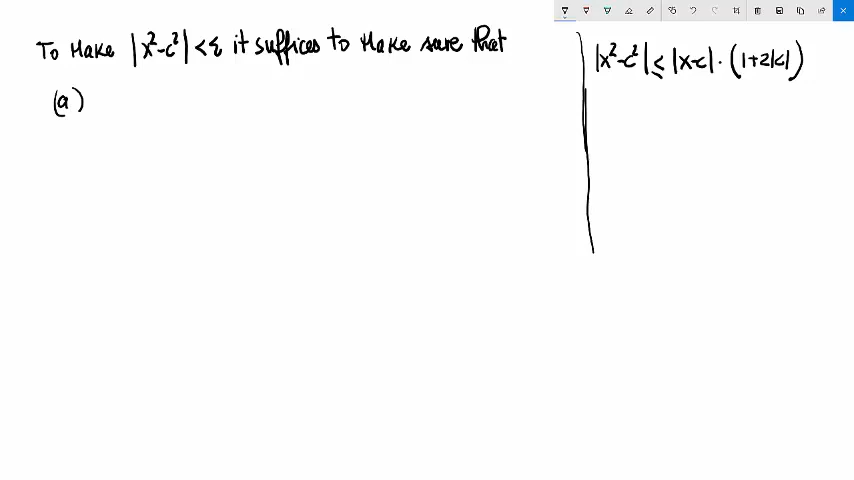 To make |x²-c²| < ε it suffices to make sure that
(a)
|x²-c²| ≤ |x-c| · (1+2|c|)